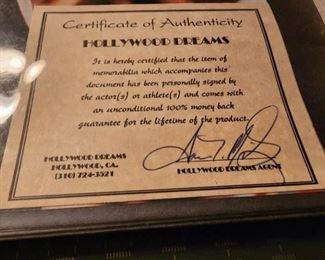 Certificate of Authenticity
HOLLYWOOD DREAMS
It is hereby certified that the item of
memorabilia which accompanies this
document has been personally signed by
the actor(s) or athlete(s) and comes with
an unconditional 100% money back
guarantee for the lifetime of the product.
HOLLYWOOD DREAMS
HOLLYWOOD, CA.
(310) 724-3521
HOLLYWOOD DREAMS AGENT